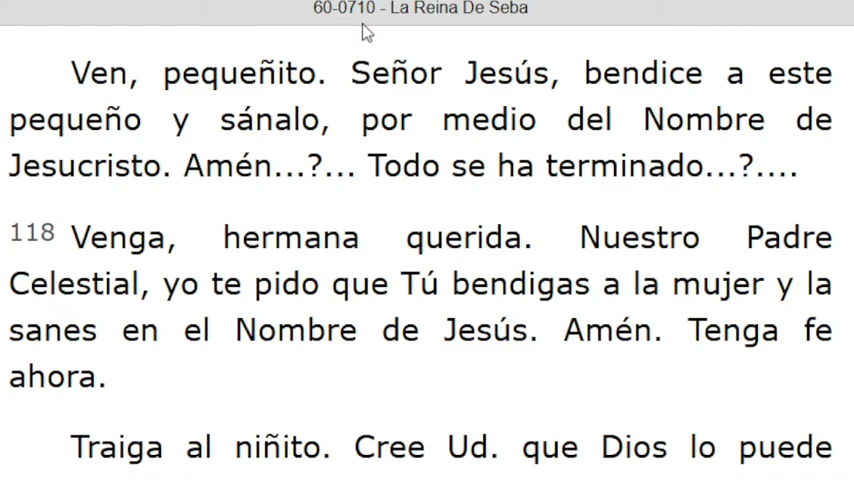 60-0710 - La Reina De Seba
Ven, pequeñito. Señor Jesús, bendice a este
pequeño y sánalo, por medio del Nombre de
Jesucristo. Amén...?... Todo se ha terminado...?....
118 Venga, hermana querida. Nuestro Padre
Celestial, yo te pido que Tú bendigas a la mujer y la
sanes en el Nombre de Jesús. Amén. Tenga fe
ahora.
Traiga al niñito. Cree Ud. que Dios lo puede